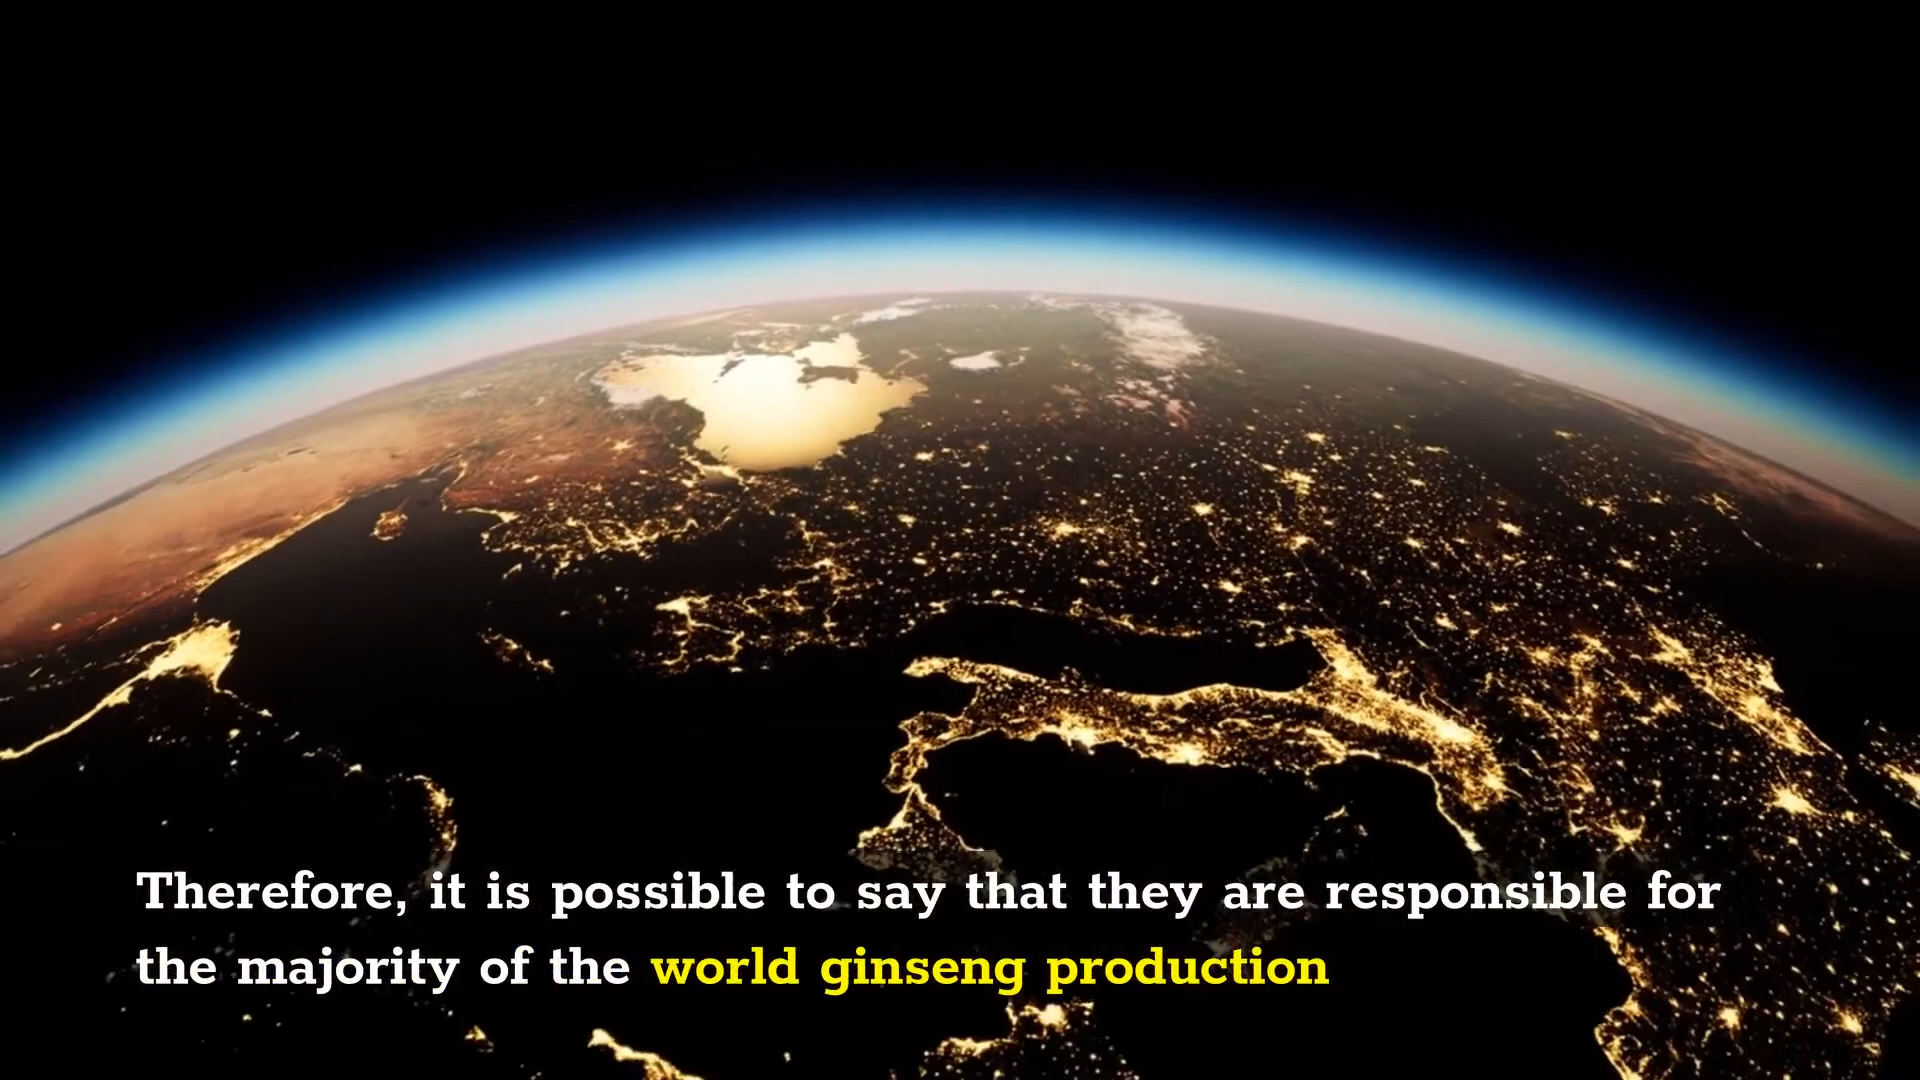 Therefore, it is possible to say that they are responsible for
the majority of the world ginseng production